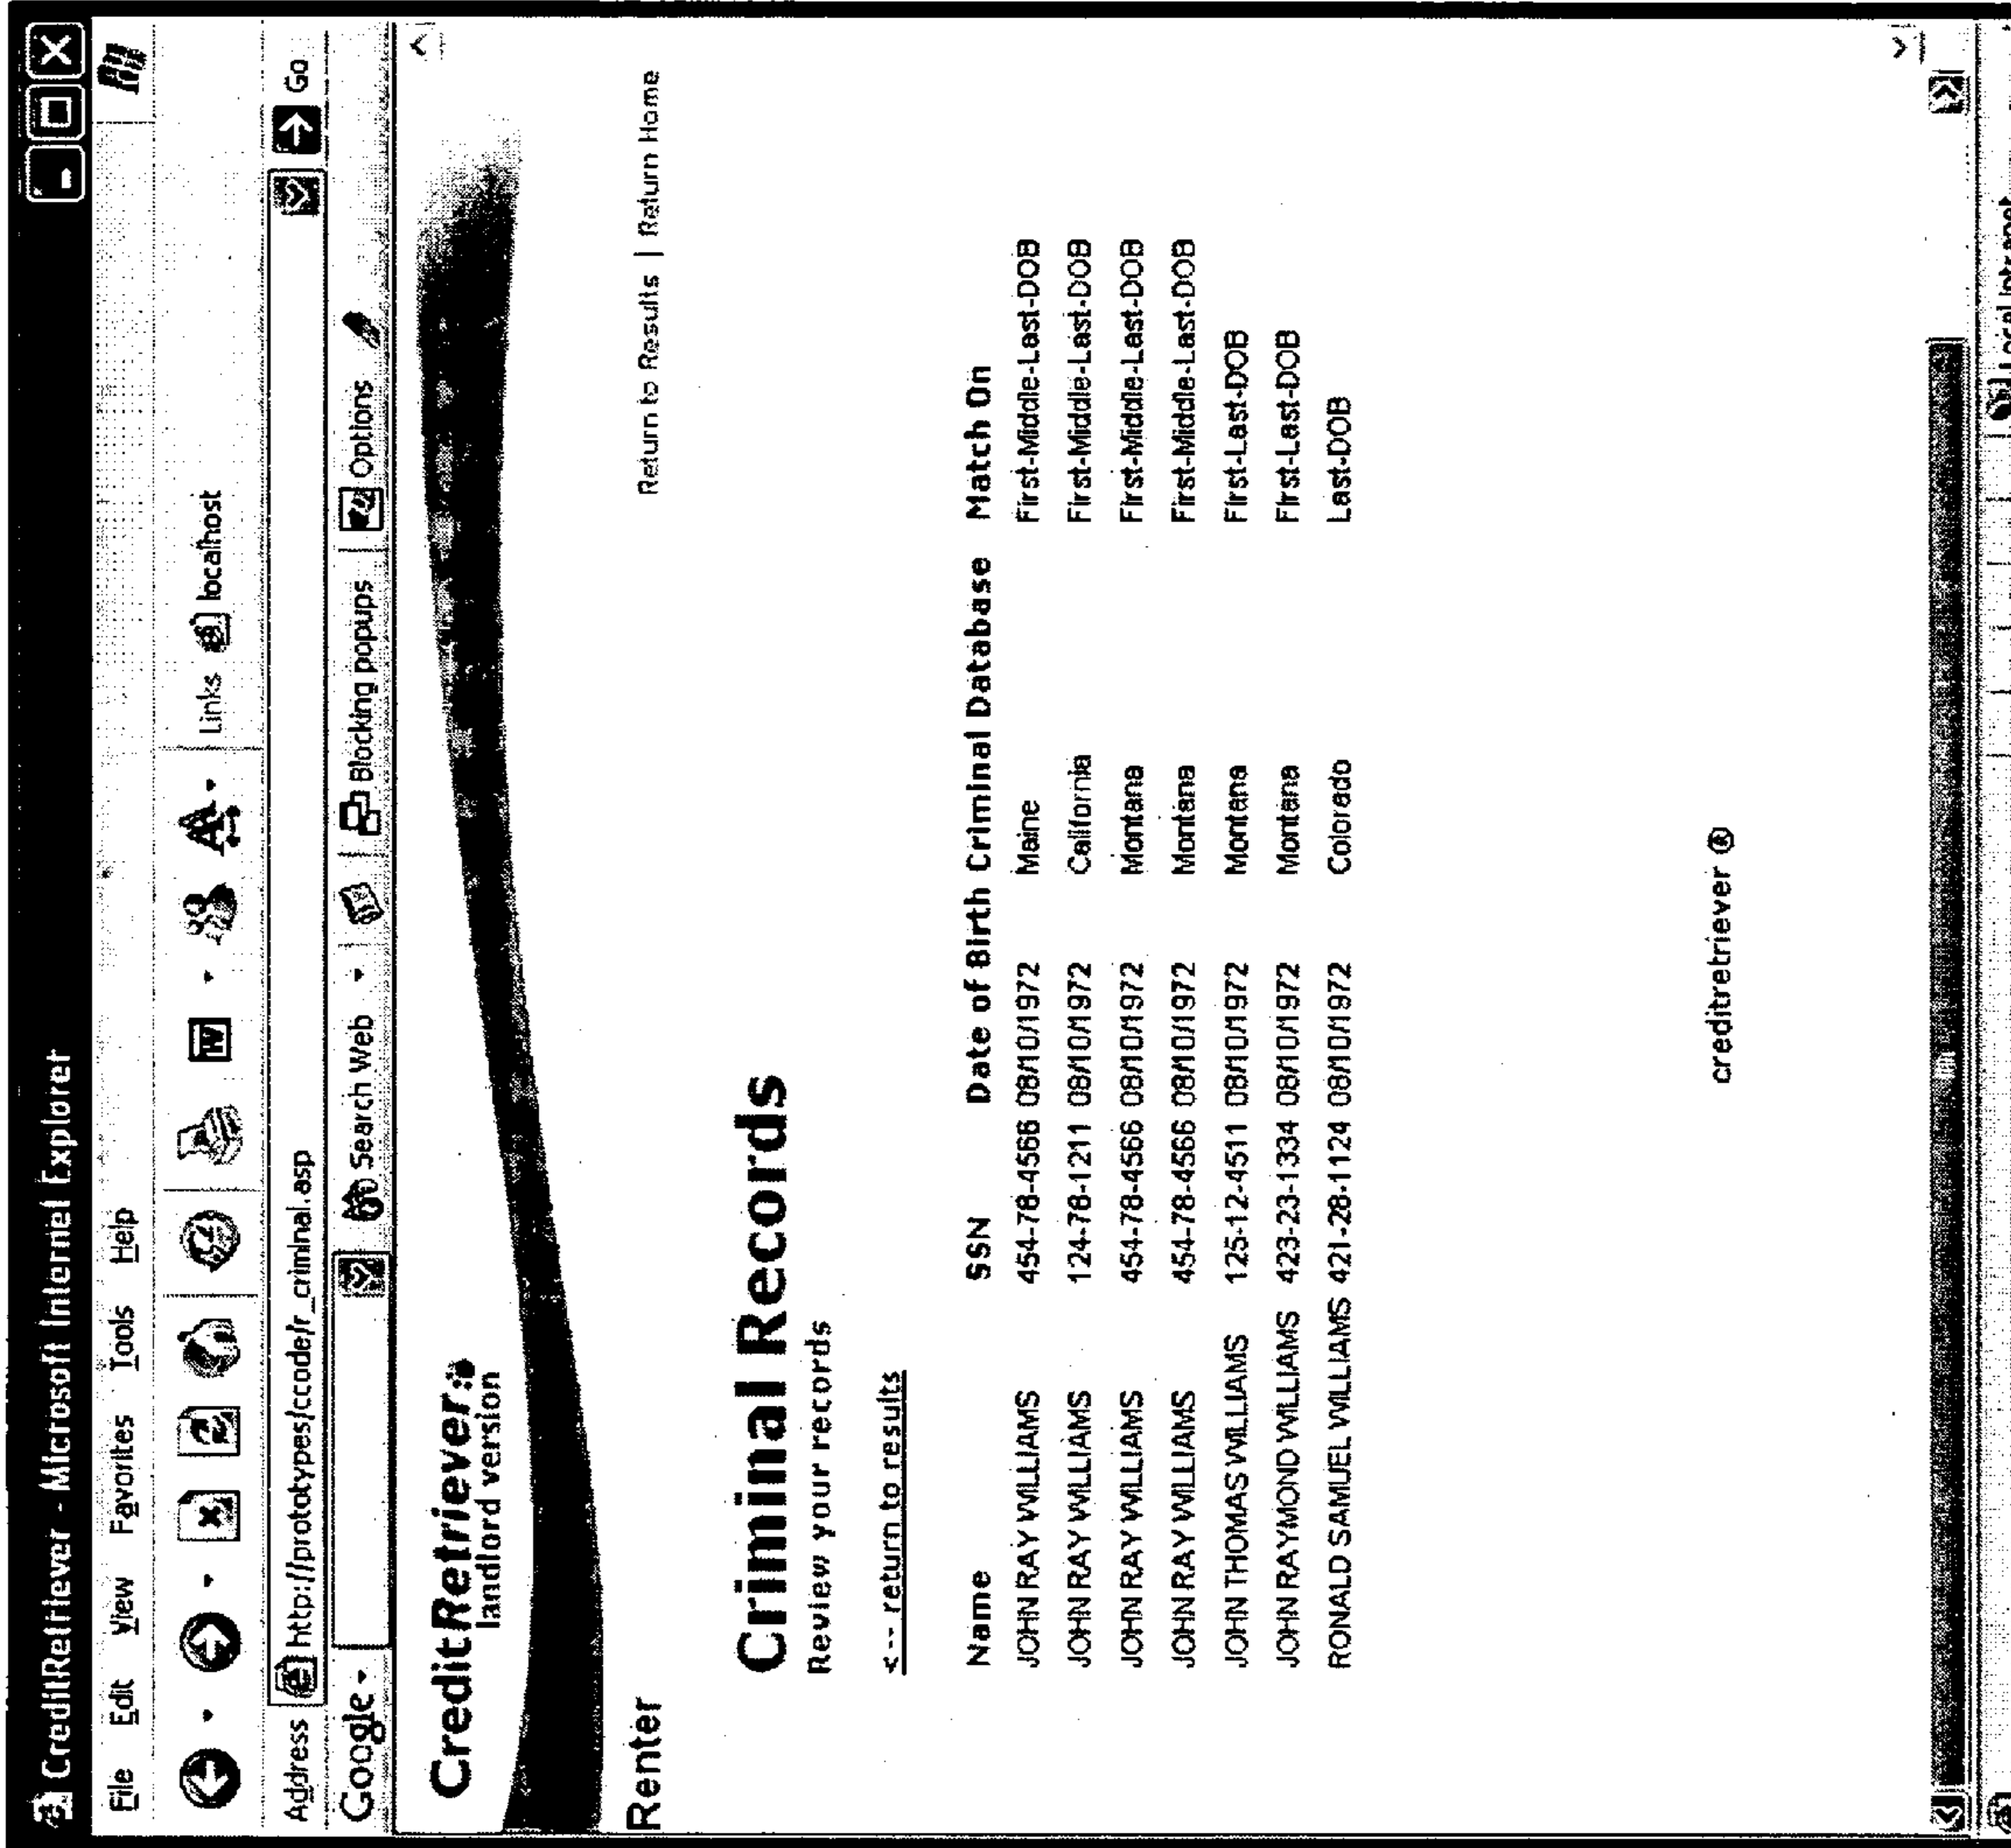 CreditRetriever - Microsoft Internet Explorer
File Edit View Favorites Tools Help
Links localhost
Address http://prototypes/ccode/r_criminal.asp Go
Google Search Web Blocking popups Options
CreditRetriever
landlord version
Renter Return to Results | Return Home
Criminal Records
Review your records
<-- return to results
Name SSN Date of Birth Criminal Database Match On
JOHN RAY WILLIAMS 454-78-4566 08/10/1972 Maine First-Middle-Last-DOB
JOHN RAY WILLIAMS 124-78-1211 08/10/1972 California First-Middle-Last-DOB
JOHN RAY WILLIAMS 454-78-4566 08/10/1972 Montana First-Middle-Last-DOB
JOHN RAY WILLIAMS 454-78-4566 08/10/1972 Montana First-Middle-Last-DOB
JOHN THOMAS WILLIAMS 125-12-4511 08/10/1972 Montana First-Last-DOB
JOHN RAYMOND WILLIAMS 423-23-1334 08/10/1972 Montana First-Last-DOB
RONALD SAMUEL WILLIAMS 421-28-1124 08/10/1972 Colorado Last-DOB
creditretriever ®
Local intranet